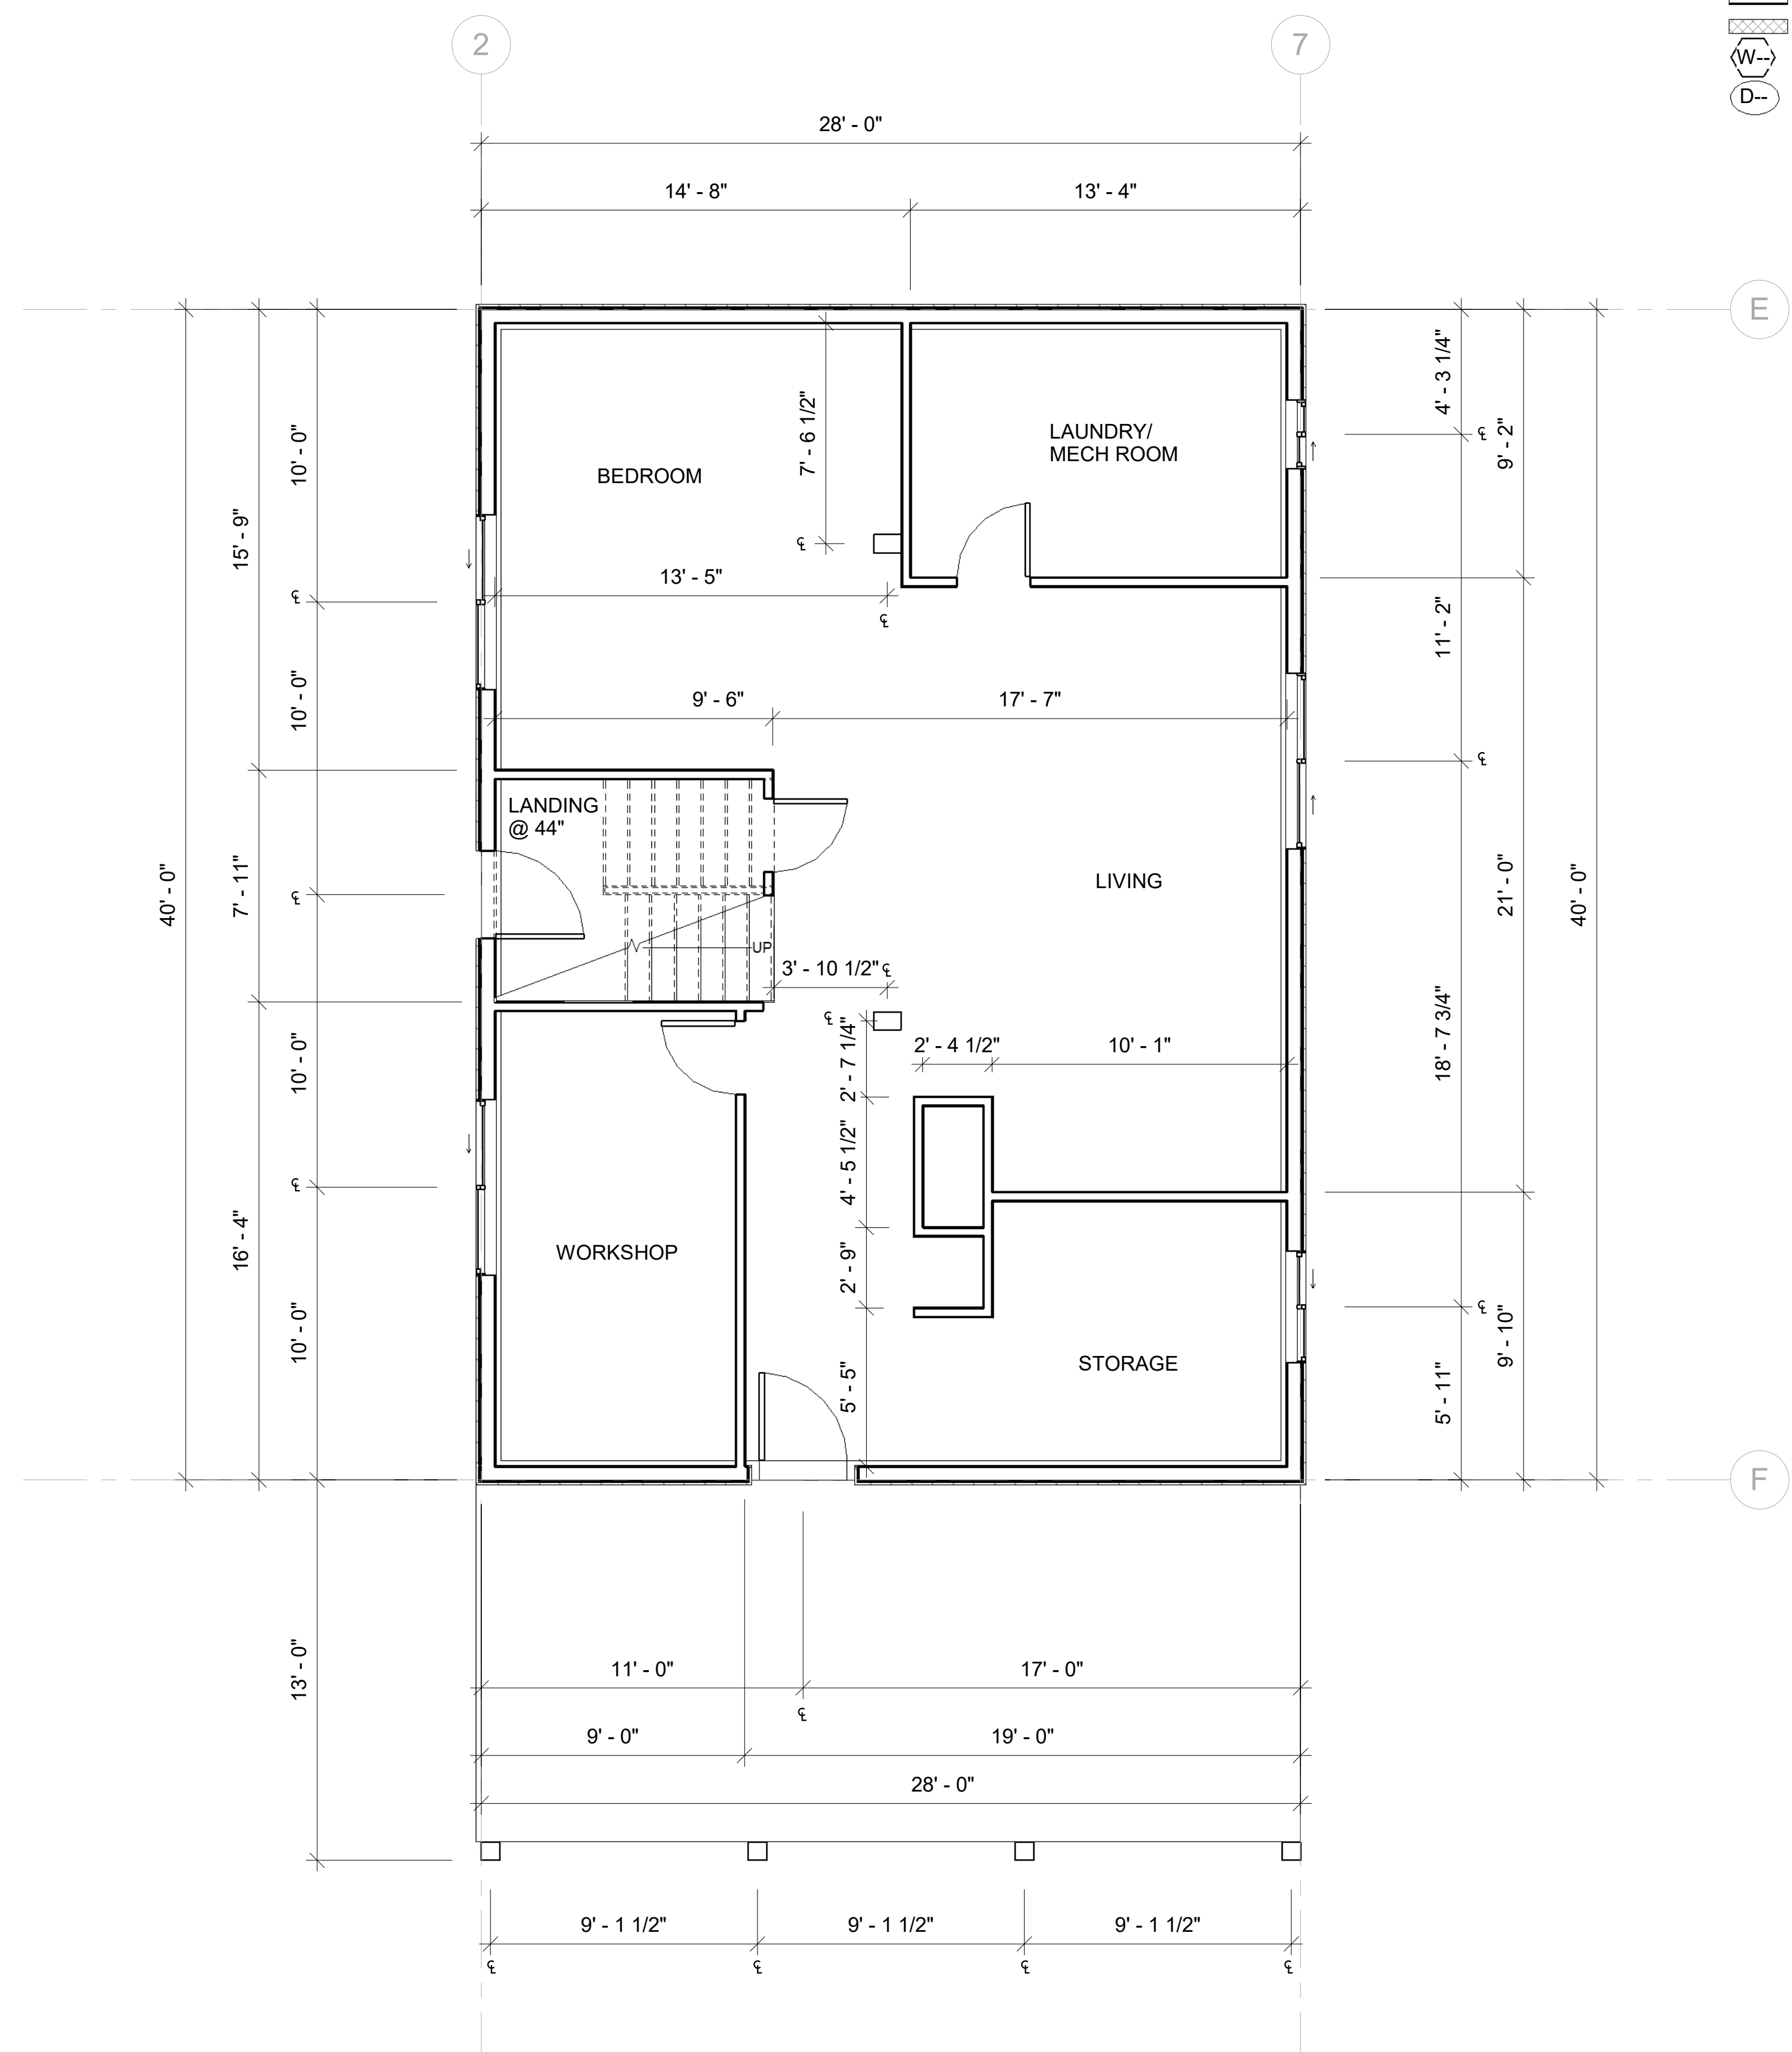 W--
D--
2
7
28' - 0"
14' - 8"
13' - 4"
E
4' - 3 1/4"
9' - 2"
10' - 0"
7' - 6 1/2"
LAUNDRY/
MECH ROOM
BEDROOM
℄
15' - 9"
℄
13' - 5"
℄
℄
11' - 2"
10' - 0"
9' - 6"
17' - 7"
℄
LANDING
@ 44"
40' - 0"
7' - 11"
℄
LIVING
21' - 0"
40' - 0"
UP
3' - 10 1/2"
℄
℄
2' - 7 1/4"
2' - 4 1/2"
10' - 1"
18' - 7 3/4"
10' - 0"
4' - 5 1/2"
℄
16' - 4"
WORKSHOP
2' - 9"
℄
10' - 0"
9' - 10"
STORAGE
5' - 5"
5' - 11"
F
13' - 0"
11' - 0"
17' - 0"
℄
9' - 0"
19' - 0"
28' - 0"
9' - 1 1/2"
9' - 1 1/2"
9' - 1 1/2"
℄
℄
℄
℄